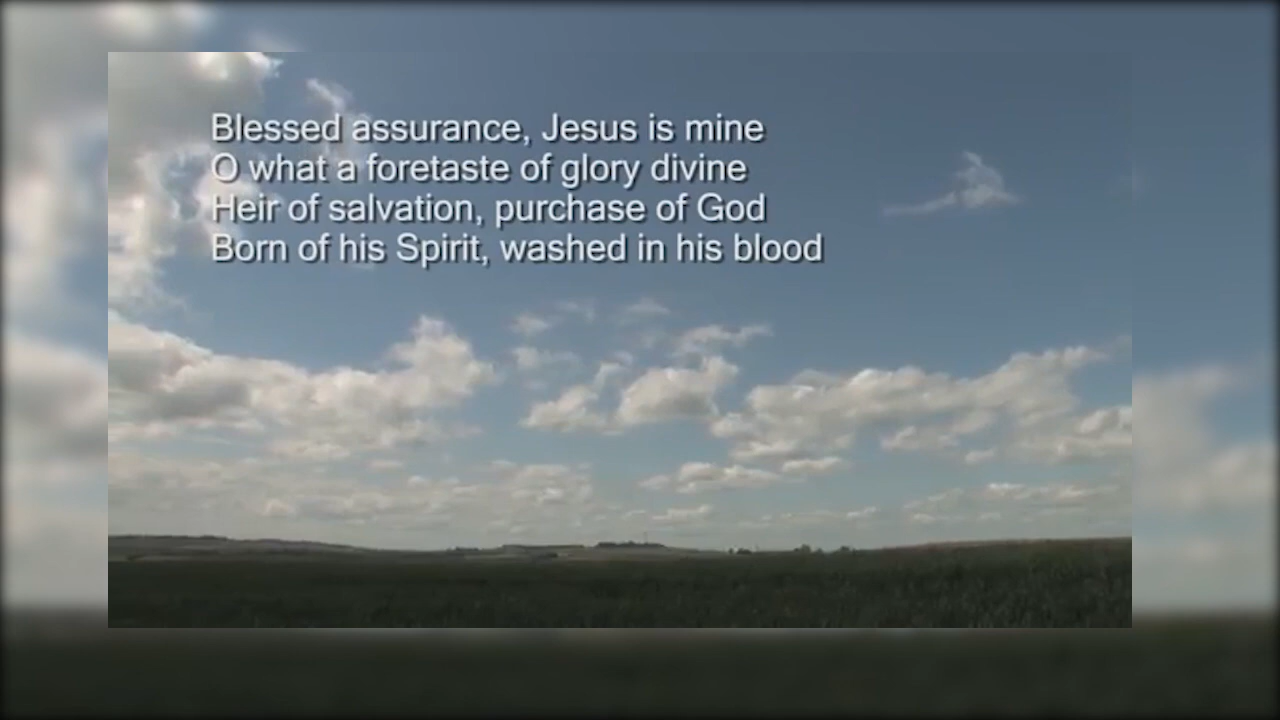 Blessed assurance, Jesus is mine
O what a foretaste of glory divine
Heir of salvation, purchase of God
Born of his Spirit, washed in his blood